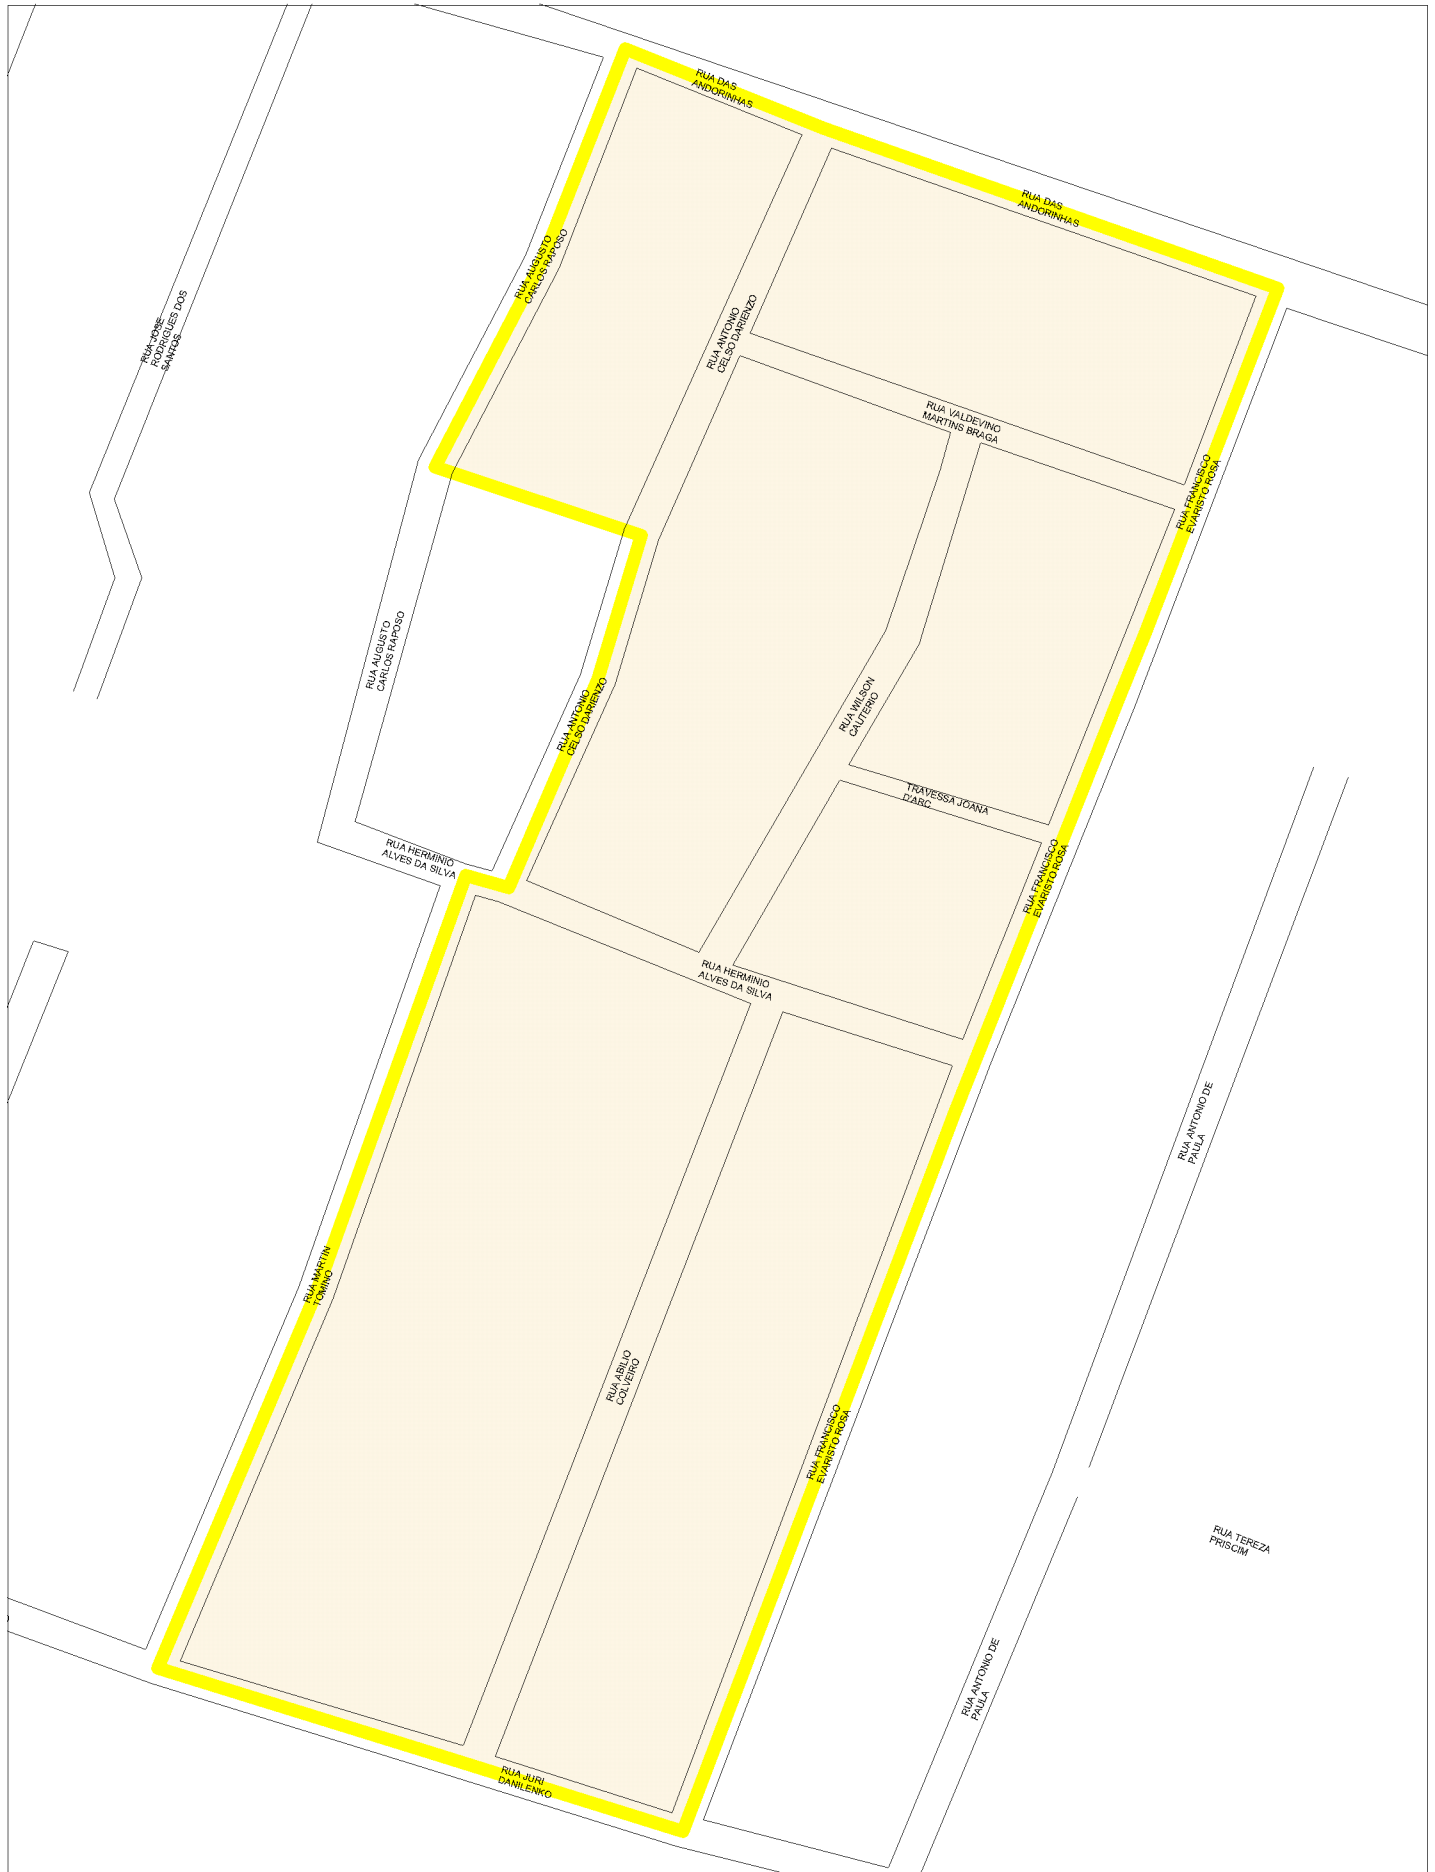 RUA DAS
ANDORINHAS
RUA DAS
ANDORINHAS
RUA AUGUSTO
CARLOS RAPOSO
RUA JOSE
RODRIGUES DOS
SANTOS
RUA ANTONIO
CELSO DARIENZO
RUA VALDEVINO
MARTINS BRAGA
RUA FRANCISCO
EVARISTO ROSA
RUA AUGUSTO
CARLOS RAPOSO
RUA ANTONIO
CELSO DARIENZO
RUA WILSON
CAUTERIO
TRAVESSA JOANA
D'ARC
RUA HERMINIO
ALVES DA SILVA
RUA FRANCISCO
EVARISTO ROSA
RUA HERMINIO
ALVES DA SILVA
RUA ANTONIO DE
PAULA
RUA MARTIN
TOMINO
RUA ABILIO
COLVEIRO
RUA FRANCISCO
EVARISTO ROSA
RUA TEREZA
PRISCIM
RUA ANTONIO DE
PAULA
RUA JURI
DANILENKO